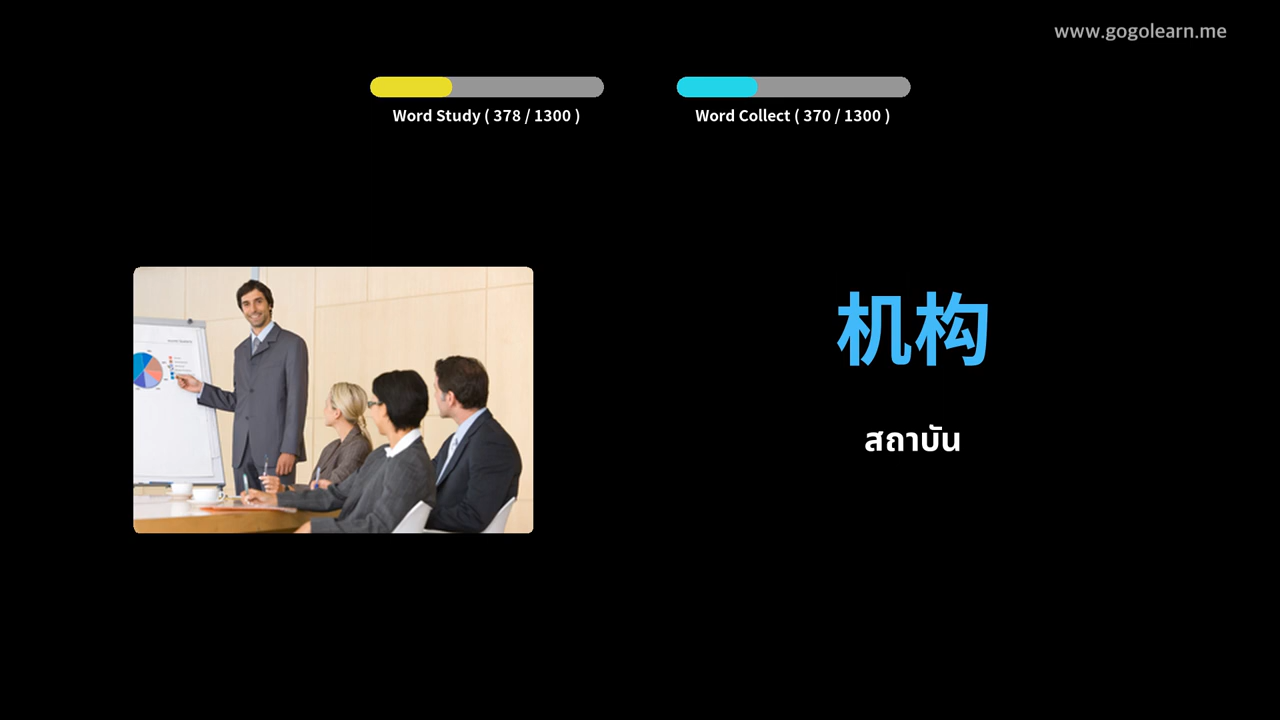 www.gogolearn.me
Word Study ( 378 / 1300 )
Word Collect ( 370 / 1300 )
机构
สถาบัน